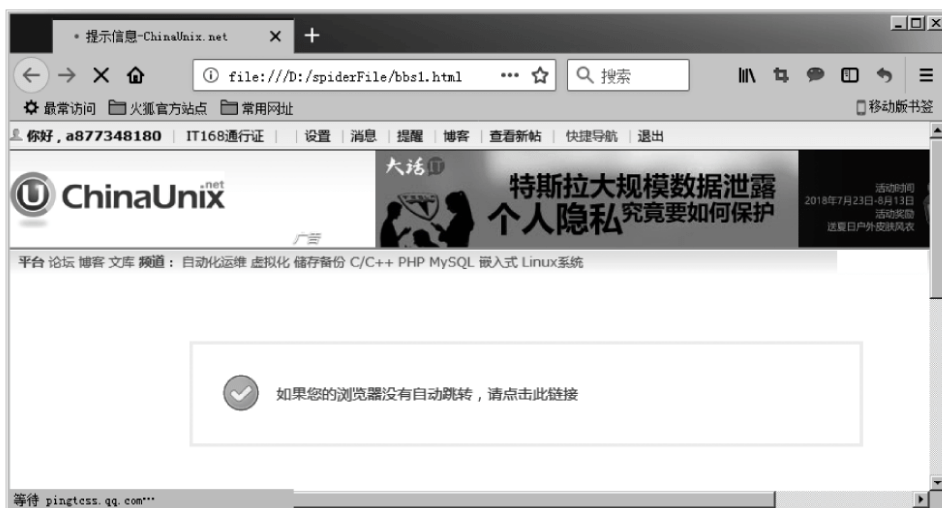 提示信息-ChinaUnix.net
file:///D:/spiderFile/bbs1.html
搜索
最常访问 火狐官方站点 常用网址 移动版书签
你好,a877348180 | IT168通行证 | | 设置 | 消息 | 提醒 | 博客 | 查看新帖 | 快捷导航 | 退出
ChinaUnix.net
广告
大话IT
特斯拉大规模数据泄露
个人隐私究竟要如何保护
活动时间
2018年7月23日-8月13日
活动奖励
送夏日户外皮肤风衣
平台 论坛 博客 文库 频道: 自动化运维 虚拟化 储存备份 C/C++ PHP MySQL 嵌入式 Linux系统
如果您的浏览器没有自动跳转,请点击此链接
等待 pingtcss.qq.com…